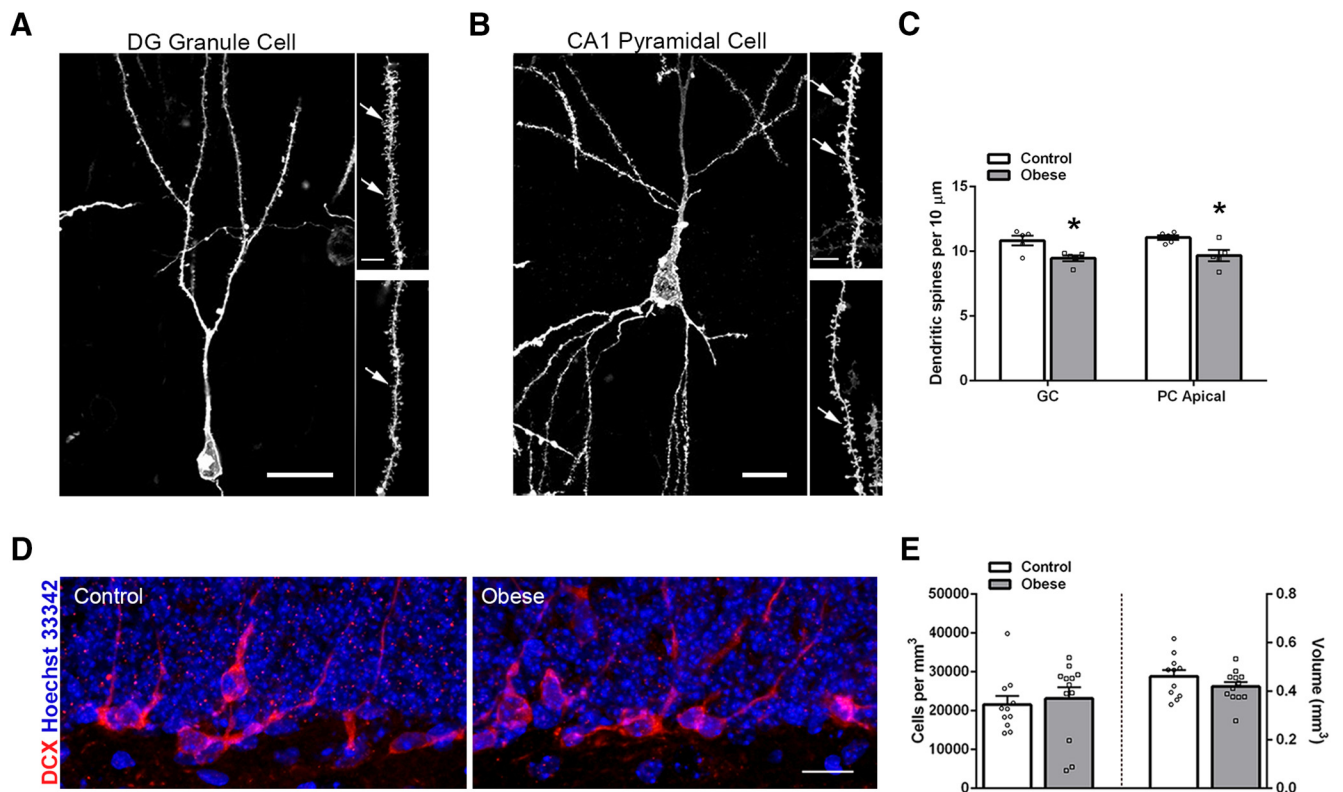 A
DG Granule Cell
B
CA1 Pyramidal Cell
C
Control
Obese
Dendritic spines per 10 μm
15
10
5
0
*
*
GC
PC Apical
D
DCX Hoechst 33342
Control
Obese
E
Control
Obese
Cells per mm³
50000
40000
30000
20000
10000
0
0.8
0.6
0.4
0.2
0.0
Volume (mm³)